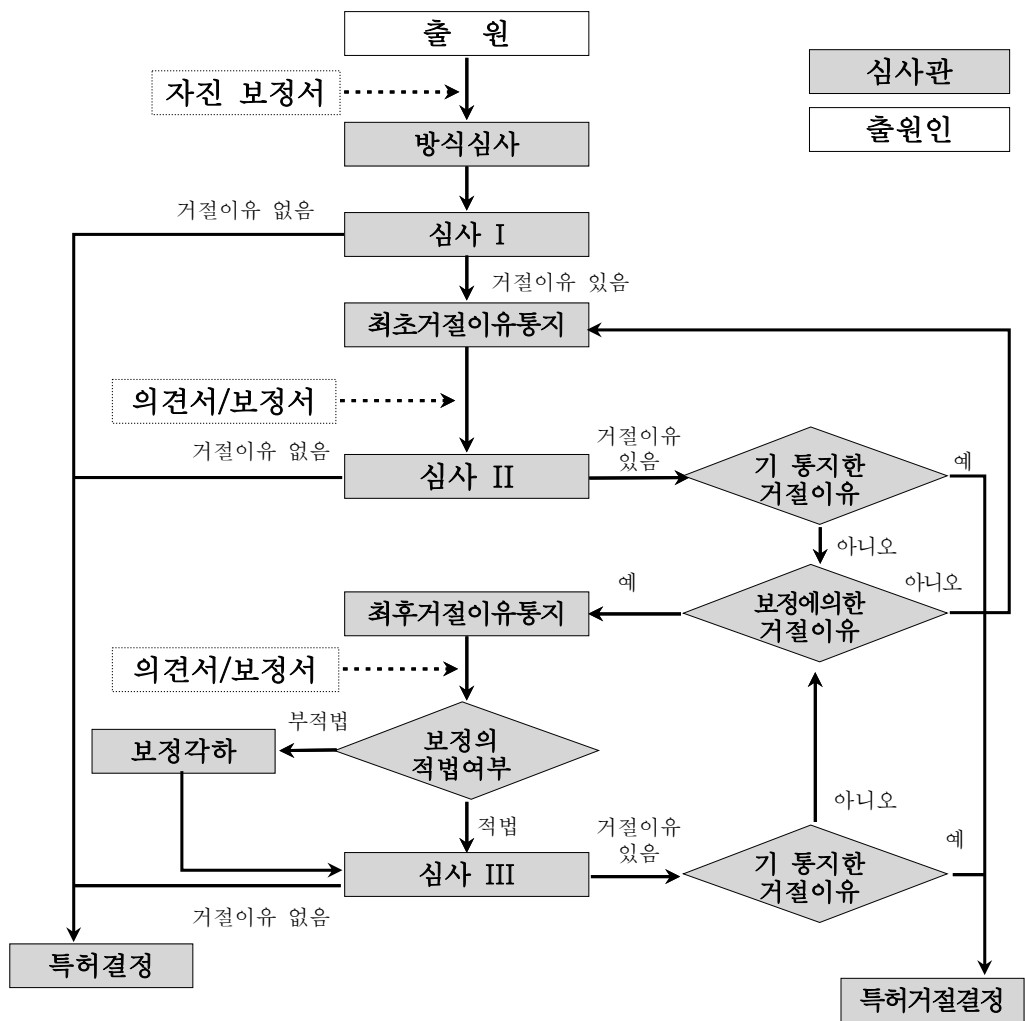 출 원
심사관
자진 보정서
출원인
방식심사
거절이유 없음
심사 I
거절이유 있음
최초거절이유통지
의견서/보정서
거절이유 없음
심사 II
거절이유
있음
기 통지한
거절이유
예
아니오
예
최후거절이유통지
보정에의한
거절이유
아니오
의견서/보정서
부적법
보정각하
보정의
적법여부
적법
아니오
심사 III
거절이유
있음
기 통지한
거절이유
예
거절이유 없음
특허결정
특허거절결정